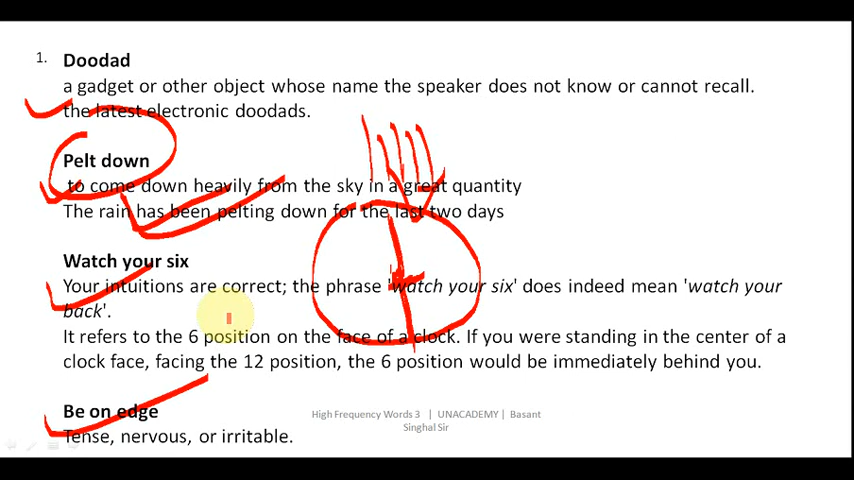 1. Doodad
a gadget or other object whose name the speaker does not know or cannot recall.
the latest electronic doodads.
Pelt down
to come down heavily from the sky in a great quantity
The rain has been pelting down for the last two days
Watch your six
Your intuitions are correct; the phrase 'watch your six' does indeed mean 'watch your
back'.
It refers to the 6 position on the face of a clock. If you were standing in the center of a
clock face, facing the 12 position, the 6 position would be immediately behind you.
Be on edge
Tense, nervous, or irritable.
High Frequency Words 3 | UNACADEMY | Basant
Singhal Sir